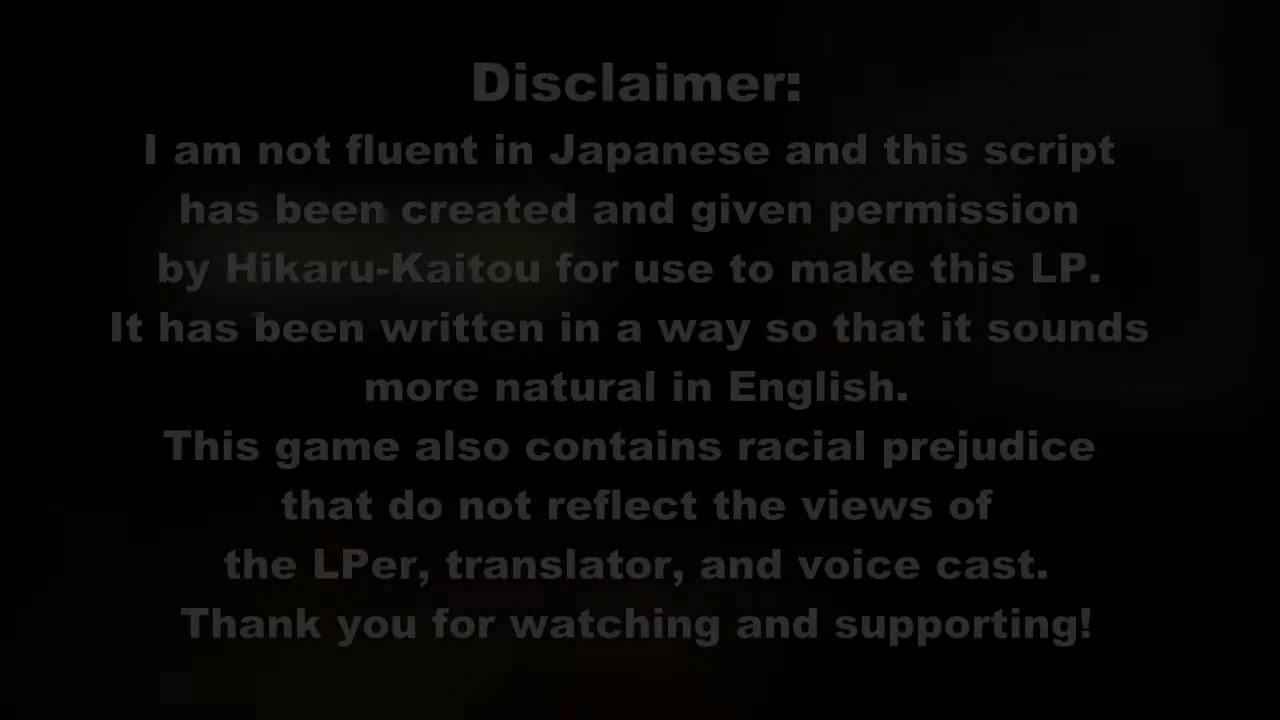 Disclaimer:
I am not fluent in Japanese and this script
has been created and given permission
by Hikaru-Kaitou for use to make this LP.
It has been written in a way so that it sounds
more natural in English.
This game also contains racial prejudice
that do not reflect the views of
the LPer, translator, and voice cast.
Thank you for watching and supporting!